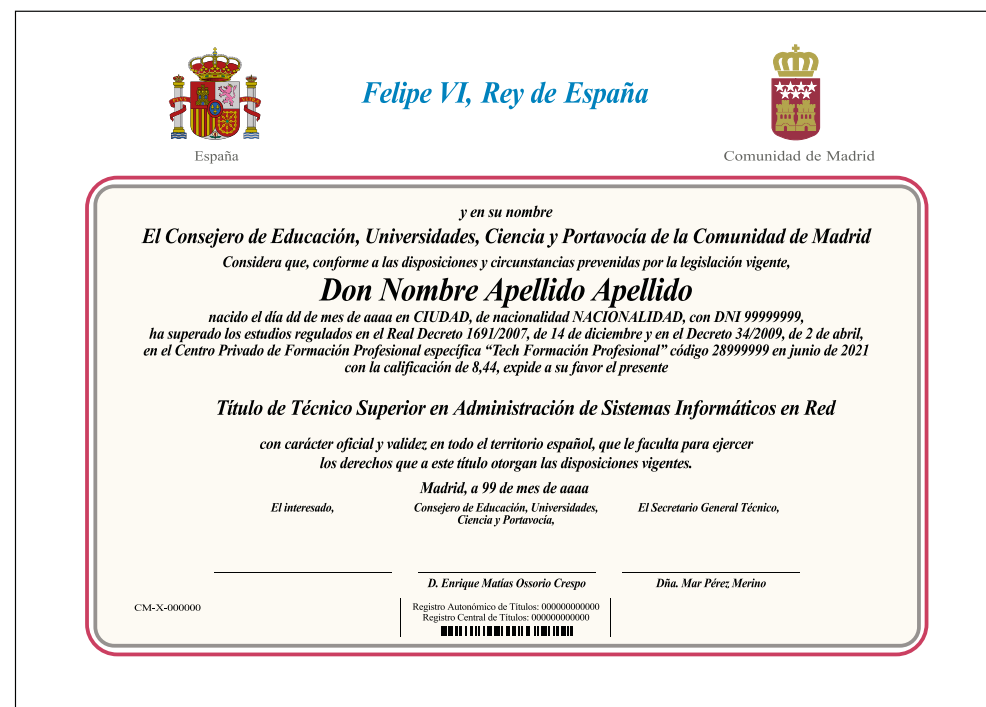 Felipe VI, Rey de España
España
Comunidad de Madrid
y en su nombre
El Consejero de Educación, Universidades, Ciencia y Portavocía de la Comunidad de Madrid
Considera que, conforme a las disposiciones y circunstancias prevenidas por la legislación vigente,
Don Nombre Apellido Apellido
nacido el día dd de mes de aaaa en CIUDAD, de nacionalidad NACIONALIDAD, con DNI 99999999,
ha superado los estudios regulados en el Real Decreto 1691/2007, de 14 de diciembre y en el Decreto 34/2009, de 2 de abril,
en el Centro Privado de Formación Profesional específica “Tech Formación Profesional” código 28999999 en junio de 2021
con la calificación de 8,44, expide a su favor el presente
Título de Técnico Superior en Administración de Sistemas Informáticos en Red
con carácter oficial y validez en todo el territorio español, que le faculta para ejercer
los derechos que a este título otorgan las disposiciones vigentes.
Madrid, a 99 de mes de aaaa
El interesado,
Consejero de Educación, Universidades,
Ciencia y Portavocía,
El Secretario General Técnico,
D. Enrique Matías Ossorio Crespo
Dña. Mar Pérez Merino
CM-X-000000
Registro Autonómico de Títulos: 000000000000
Registro Central de Títulos: 000000000000